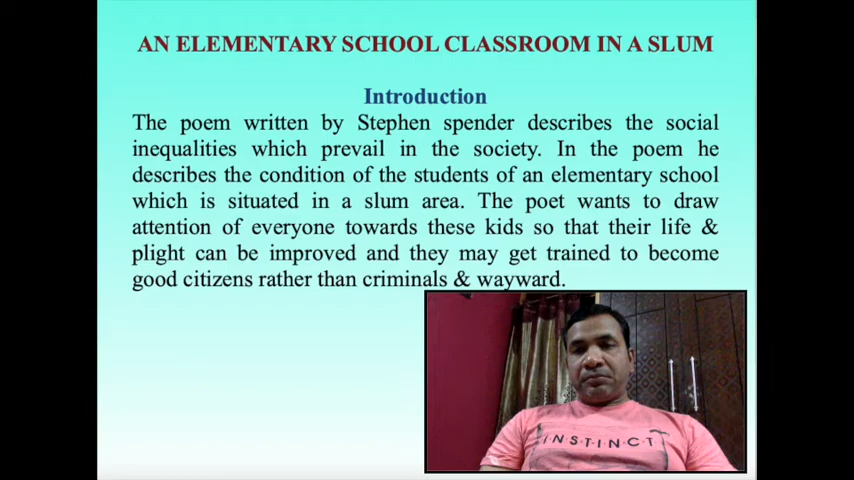 AN ELEMENTARY SCHOOL CLASSROOM IN A SLUM
Introduction
The poem written by Stephen spender describes the social
inequalities which prevail in the society. In the poem he
describes the condition of the students of an elementary school
which is situated in a slum area. The poet wants to draw
attention of everyone towards these kids so that their life &
plight can be improved and they may get trained to become
good citizens rather than criminals & wayward.
INSTINCT